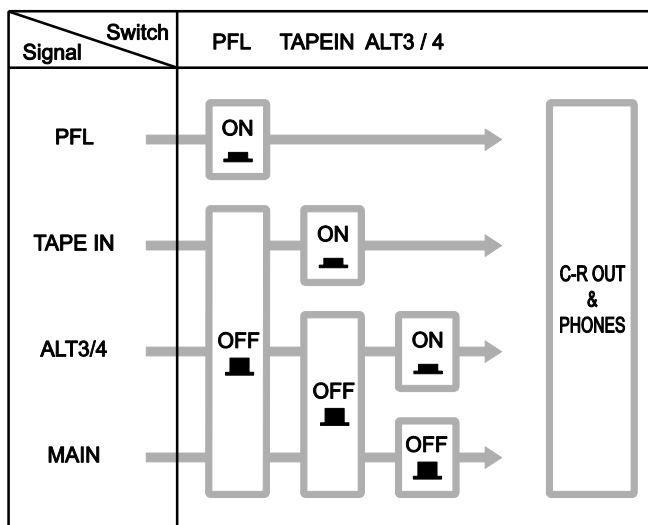 Switch
Signal
PFL TAPEIN ALT3 / 4
PFL
ON
TAPE IN
ON
ALT3/4
OFF
ON
OFF
MAIN
OFF
C-R OUT
&
PHONES